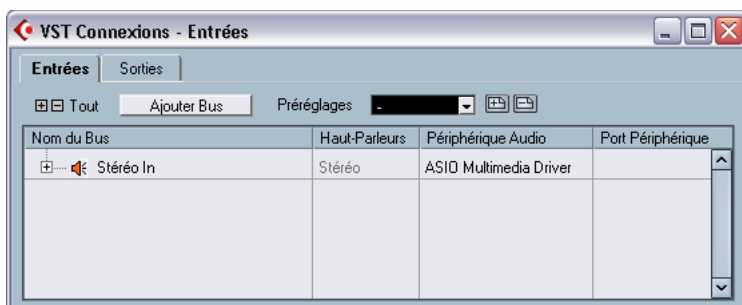 VST Connexions - Entrées
Entrées Sorties
Tout Ajouter Bus Préréglages -
Nom du Bus Haut-Parleurs Périphérique Audio Port Périphérique
Stéréo In Stéréo ASIO Multimedia Driver